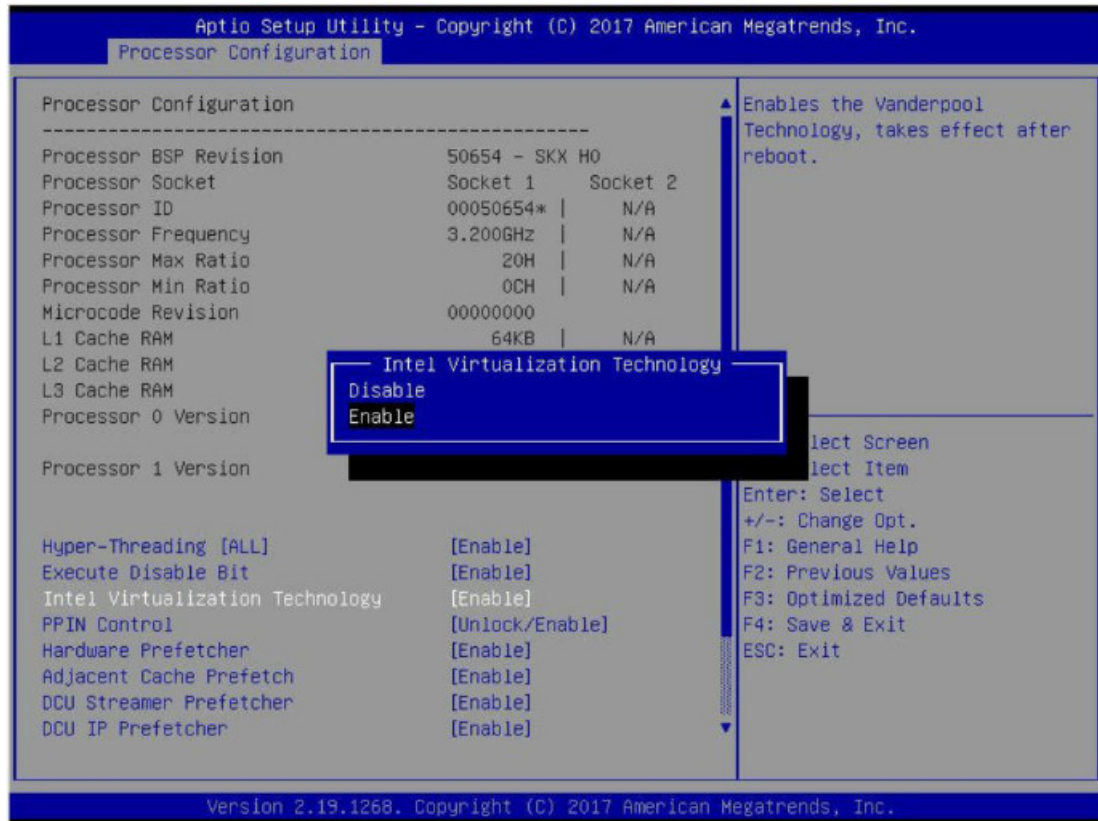 Aptio Setup Utility – Copyright (C) 2017 American Megatrends, Inc.
Processor Configuration
Processor Configuration
--------------------------------------------------
Processor BSP Revision 50654 – SKX H0
Processor Socket Socket 1 Socket 2
Processor ID 00050654* | N/A
Processor Frequency 3.200GHz | N/A
Processor Max Ratio 20H | N/A
Processor Min Ratio 0CH | N/A
Microcode Revision 00000000
L1 Cache RAM 64KB | N/A
L2 Cache RAM
L3 Cache RAM
Processor 0 Version
Processor 1 Version
Intel Virtualization Technology
Disable
Enable
Hyper-Threading [ALL] [Enable]
Execute Disable Bit [Enable]
Intel Virtualization Technology [Enable]
PPIN Control [Unlock/Enable]
Hardware Prefetcher [Enable]
Adjacent Cache Prefetch [Enable]
DCU Streamer Prefetcher [Enable]
DCU IP Prefetcher [Enable]
Enables the Vanderpool
Technology, takes effect after
reboot.
lect Screen
lect Item
Enter: Select
+/-: Change Opt.
F1: General Help
F2: Previous Values
F3: Optimized Defaults
F4: Save & Exit
ESC: Exit
Version 2.19.1268. Copyright (C) 2017 American Megatrends, Inc.